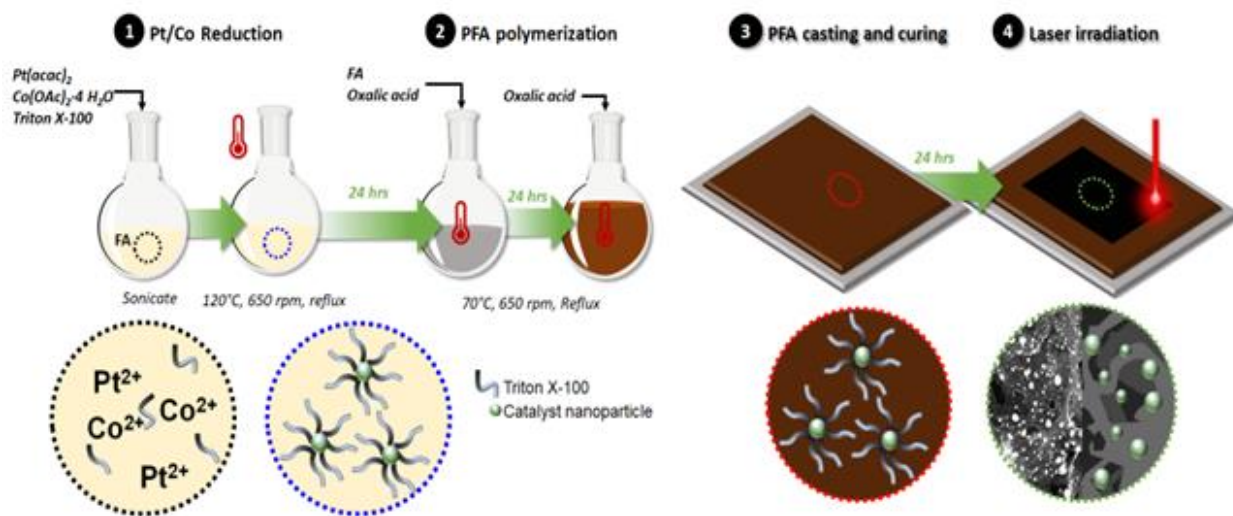 1 Pt/Co Reduction
2 PFA polymerization
3 PFA casting and curing
4 Laser irradiation
Pt(acac)2
Co(OAc)2·4 H2O
Triton X-100
FA
Oxalic acid
Oxalic acid
24 hrs
24 hrs
24 hrs
FA
Sonicate
120°C, 650 rpm, reflux
70°C, 650 rpm, Reflux
Pt2+
Co2+
Co2+
Pt2+
Triton X-100
Catalyst nanoparticle